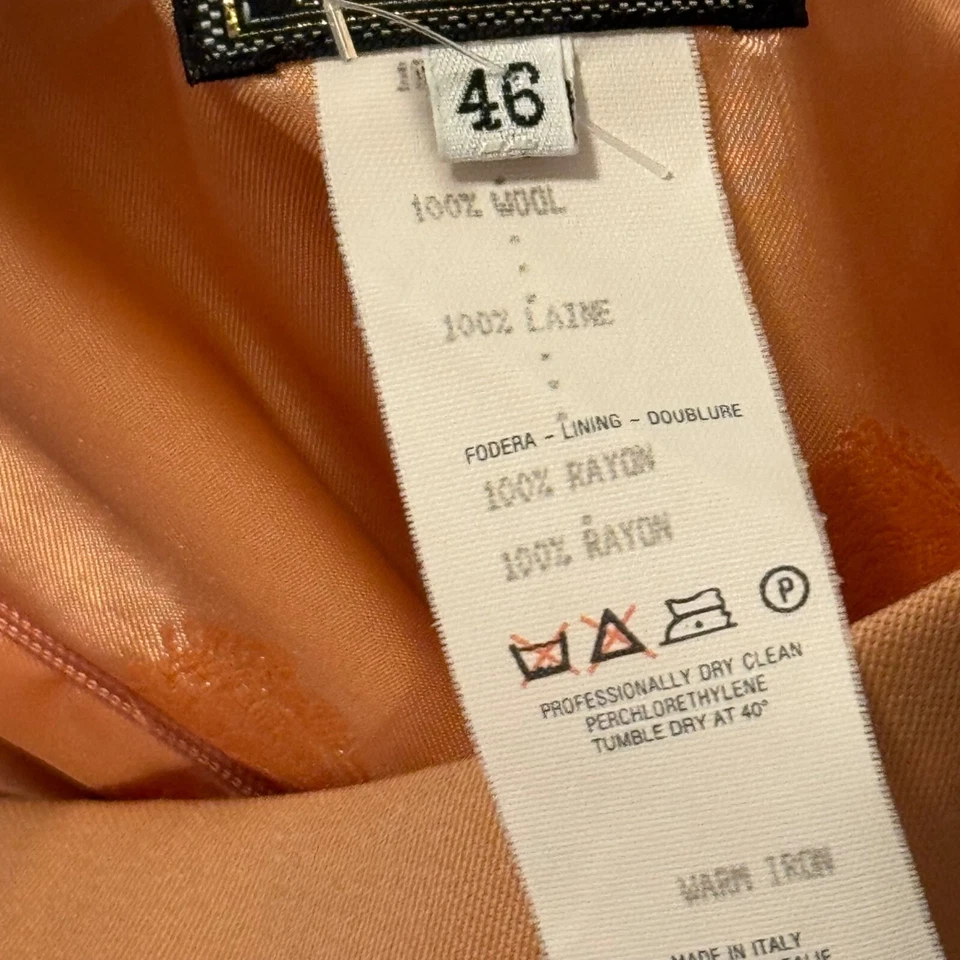 46
100% WOOL
100% LAINE
FODERA - LINING - DOUBLURE
100% RAYON
100% RAYON
P
PROFESSIONALLY DRY CLEAN
PERCHLORETHYLENE
TUMBLE DRY AT 40°
WARM IRON
MADE IN ITALY